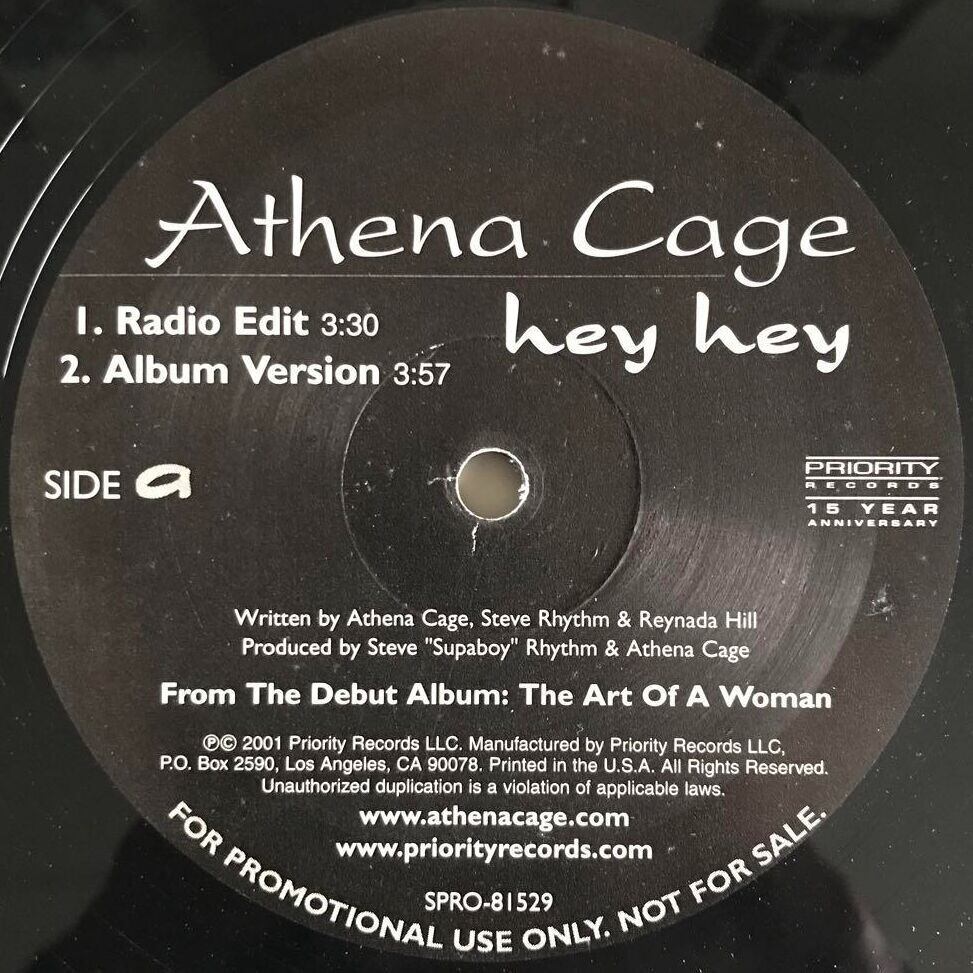 Athena Cage
hey hey
1. Radio Edit 3:30
2. Album Version 3:57
SIDE a
PRIORITY
RECORDS
15 YEAR
ANNIVERSARY
Written by Athena Cage, Steve Rhythm & Reynada Hill
Produced by Steve "Supaboy" Rhythm & Athena Cage
From The Debut Album: The Art Of A Woman
℗© 2001 Priority Records LLC. Manufactured by Priority Records LLC,
P.O. Box 2590, Los Angeles, CA 90078. Printed in the U.S.A. All Rights Reserved.
Unauthorized duplication is a violation of applicable laws.
www.athenacage.com
www.priorityrecords.com
SPRO-81529
FOR PROMOTIONAL USE ONLY. NOT FOR SALE.